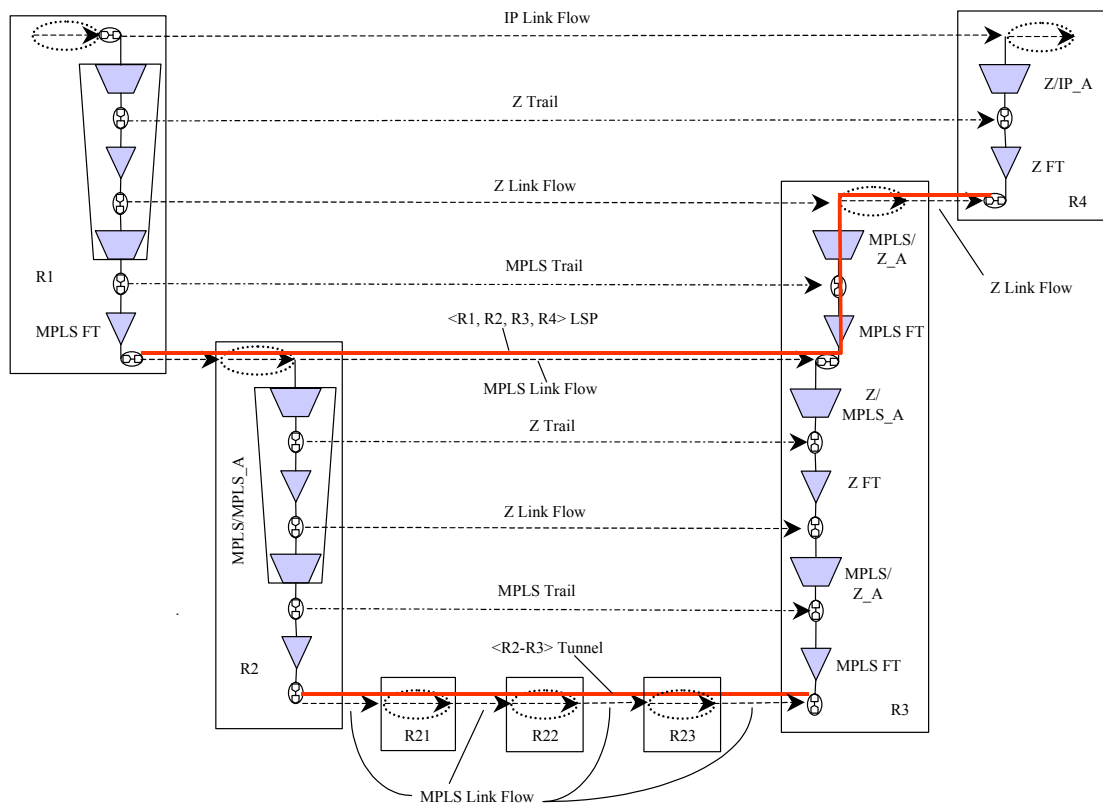 IP Link Flow
Z/IP_A
Z Trail
Z FT
Z Link Flow
R4
MPLS/
Z_A
R1
MPLS Trail
Z Link Flow
MPLS FT
<R1, R2, R3, R4> LSP
MPLS FT
MPLS Link Flow
Z/
MPLS_A
Z Trail
MPLS/MPLS_A
Z FT
Z Link Flow
MPLS/
Z_A
MPLS Trail
<R2-R3> Tunnel
R2
MPLS FT
R3
R21
R22
R23
MPLS Link Flow